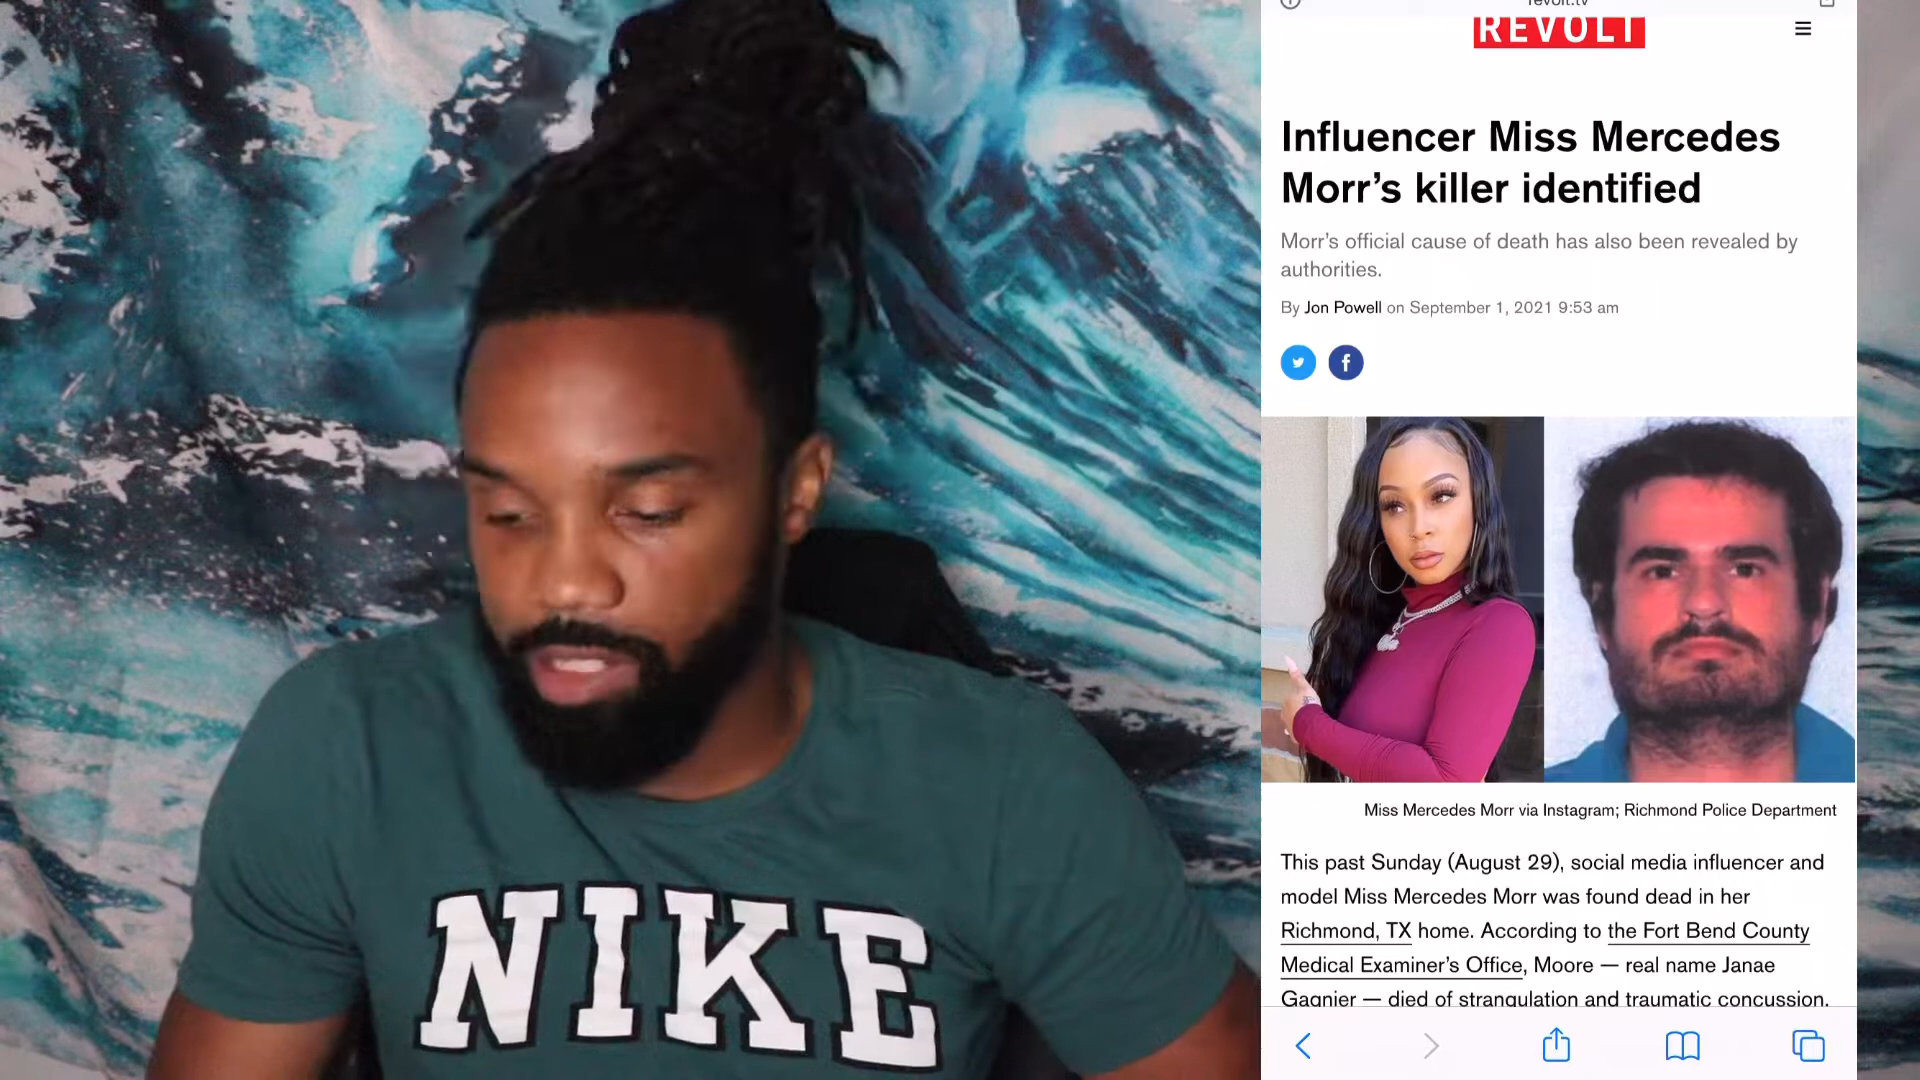 NIKE
revolt.tv
REVOLT
Influencer Miss Mercedes
Morr’s killer identified
Morr’s official cause of death has also been revealed by
authorities.
By Jon Powell on September 1, 2021 9:53 am
Miss Mercedes Morr via Instagram; Richmond Police Department
This past Sunday (August 29), social media influencer and
model Miss Mercedes Morr was found dead in her
Richmond, TX home. According to the Fort Bend County
Medical Examiner’s Office, Moore — real name Janae
Gagnier — died of strangulation and traumatic concussion.